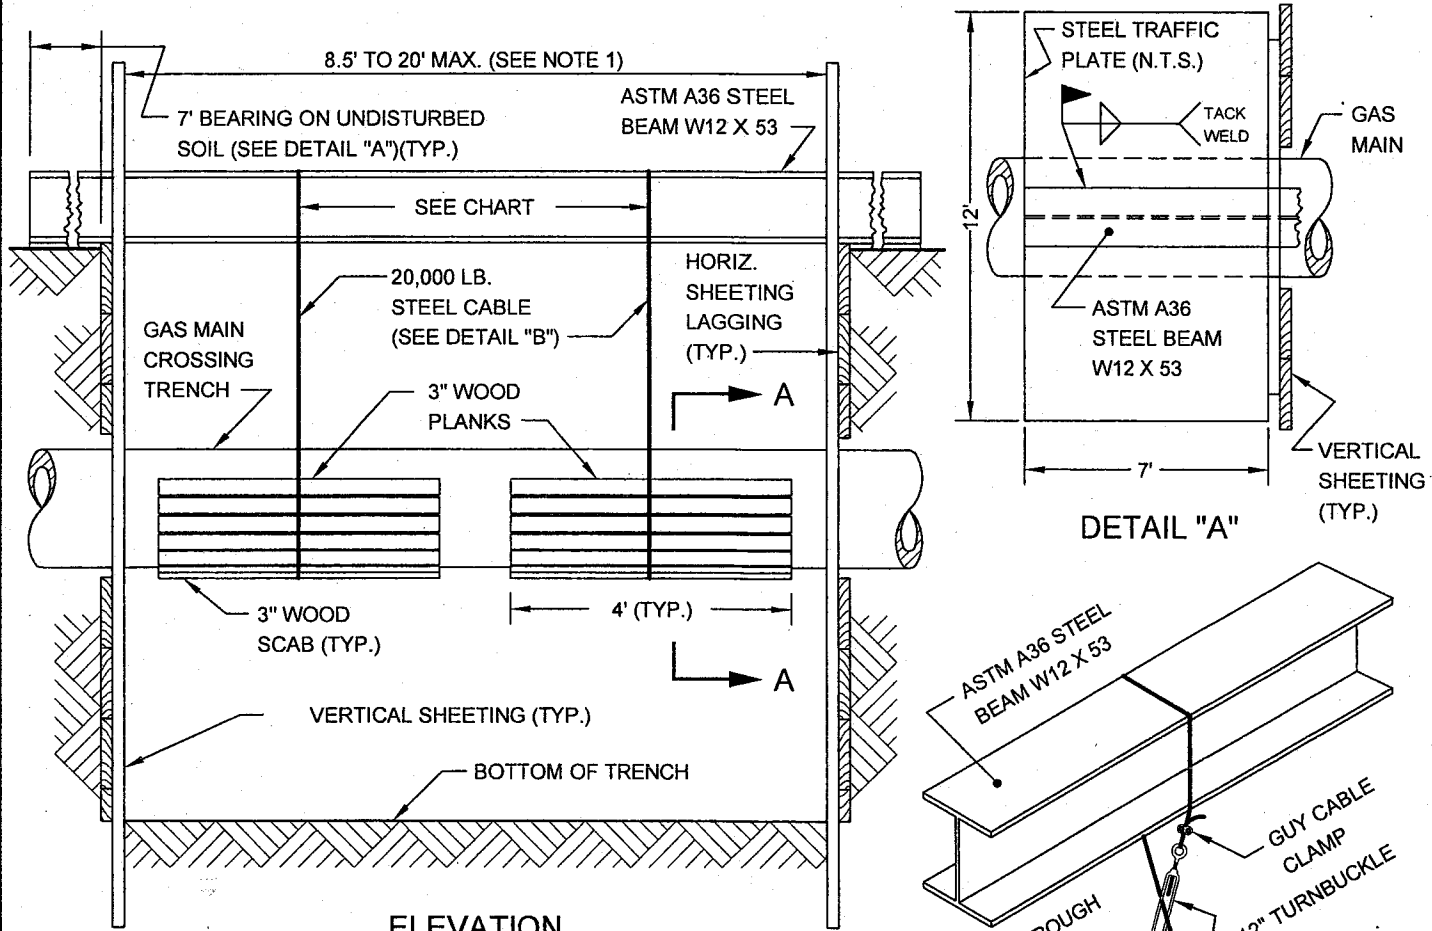 8.5' TO 20' MAX. (SEE NOTE 1)
7' BEARING ON UNDISTURBED
SOIL (SEE DETAIL "A")(TYP.)
ASTM A36 STEEL
BEAM W12 X 53
SEE CHART
20,000 LB.
STEEL CABLE
(SEE DETAIL "B")
HORIZ.
SHEETING
LAGGING
(TYP.)
GAS MAIN
CROSSING
TRENCH
3" WOOD
PLANKS
A
3" WOOD
SCAB (TYP.)
4' (TYP.)
A
VERTICAL SHEETING (TYP.)
BOTTOM OF TRENCH
ELEVATION
STEEL TRAFFIC
PLATE (N.T.S.)
TACK
WELD
GAS
MAIN
12'
ASTM A36
STEEL BEAM
W12 X 53
7'
VERTICAL
SHEETING
(TYP.)
DETAIL "A"
ASTM A36 STEEL
BEAM W12 X 53
GUY CABLE
CLAMP
TURNBUCKLE